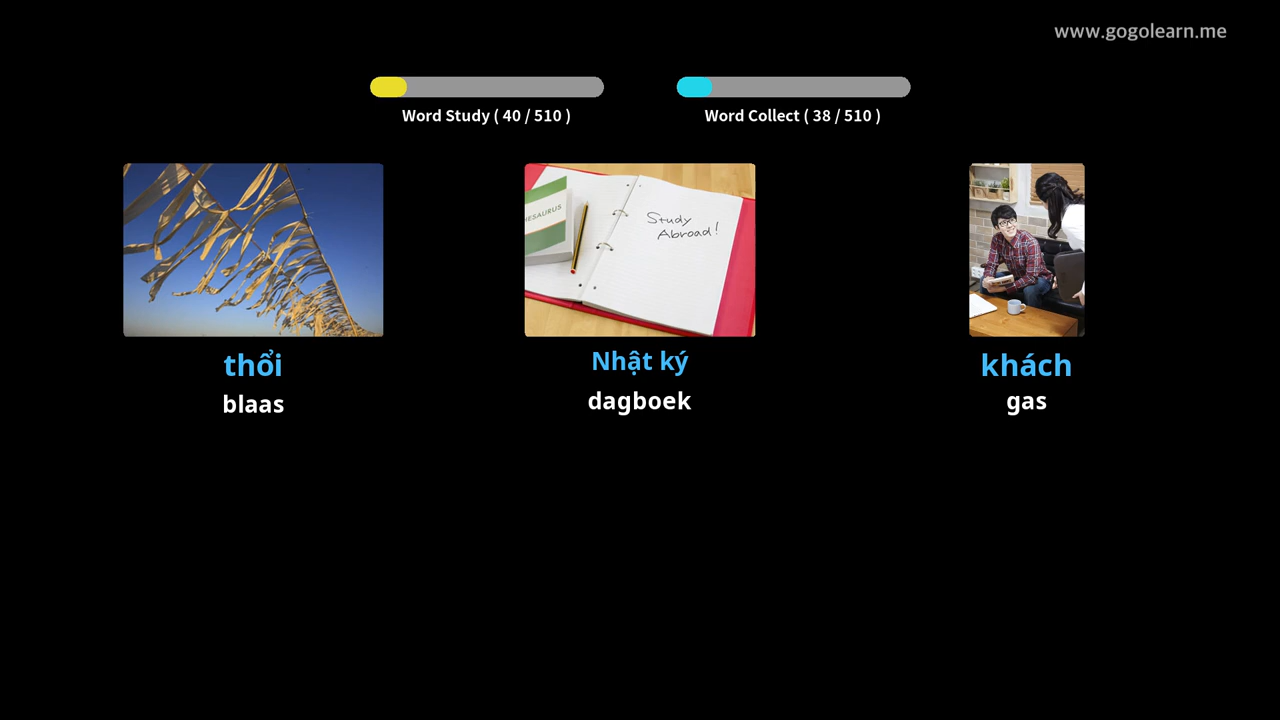 www.gogolearn.me
Word Study ( 40 / 510 )
Word Collect ( 38 / 510 )
HESAURUS
Study
Abroad!
thổi
blaas
Nhật ký
dagboek
khách
gas